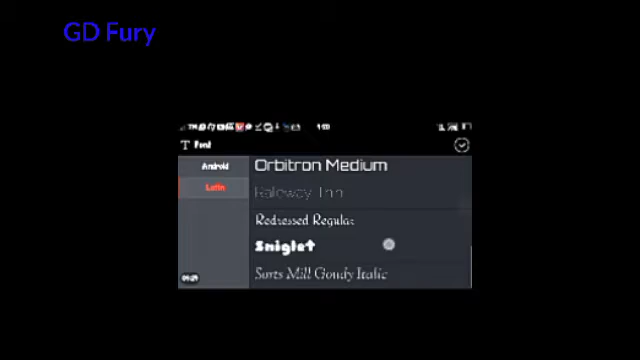 GD Fury
Font
Android
Orbitron Medium
Latin
Raleway Thin
Redressed Regular
Sniglet
Sorts Mill Goudy Italic